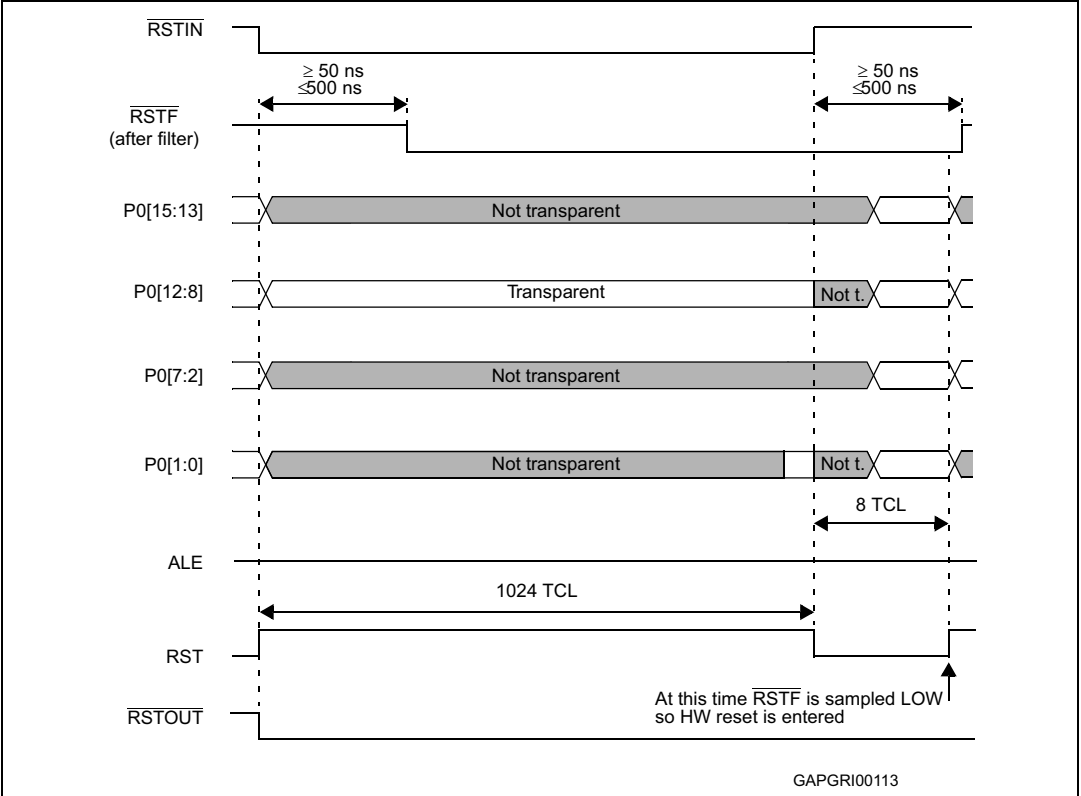 RSTIN
≥ 50 ns
≤500 ns
≥ 50 ns
≤500 ns
RSTF
(after filter)
P0[15:13]
Not transparent
P0[12:8]
Transparent
Not t.
P0[7:2]
Not transparent
P0[1:0]
Not transparent
Not t.
8 TCL
ALE
1024 TCL
RST
At this time RSTF is sampled LOW
so HW reset is entered
RSTOUT
GAPGRI00113